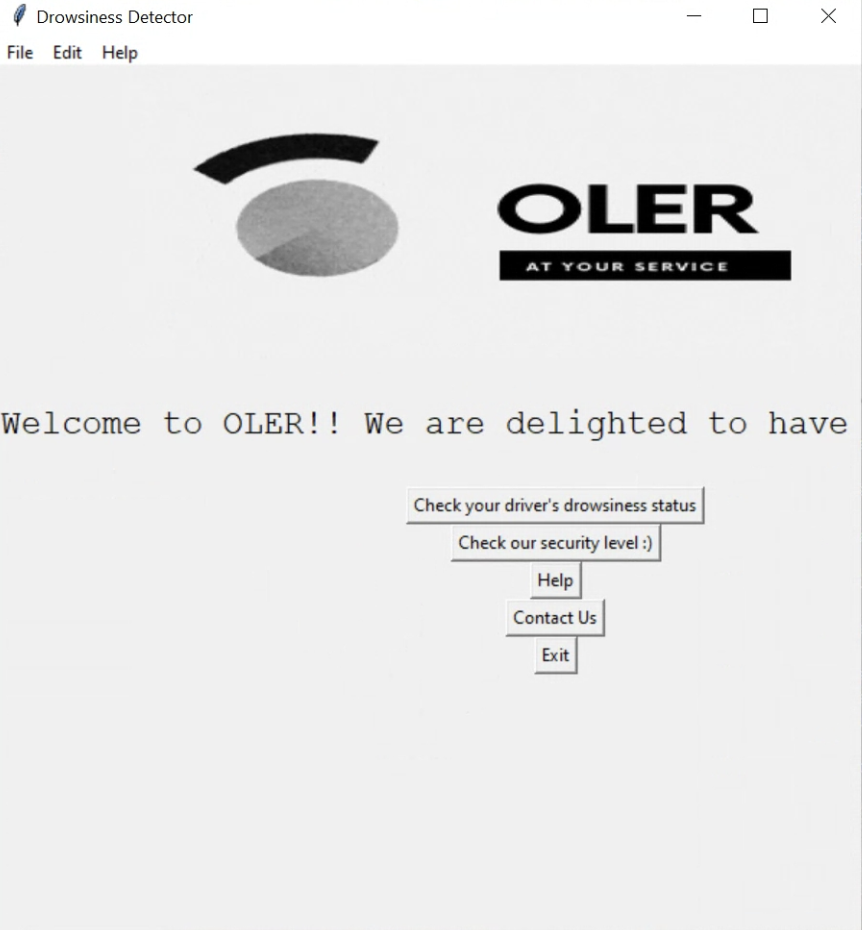 Drowsiness Detector
File Edit Help
OLER
AT YOUR SERVICE
Welcome to OLER!! We are delighted to have
Check your driver's drowsiness status
Check our security level :)
Help
Contact Us
Exit